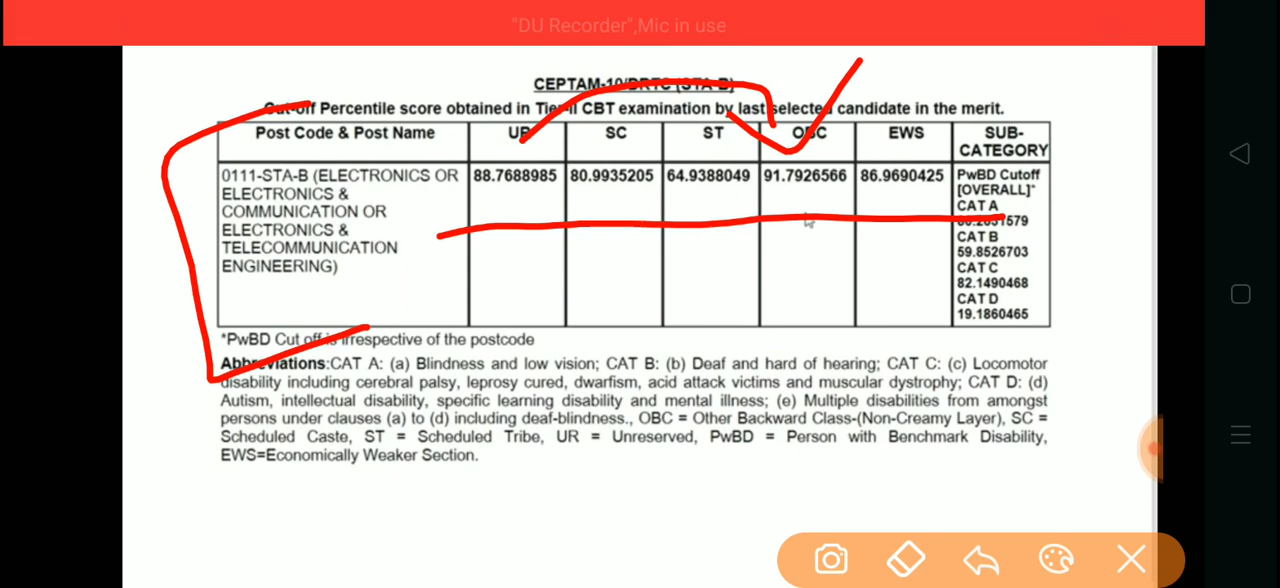 "DU Recorder",Mic in use
CEPTAM-10/DRTC (STA-B)
Cut-off Percentile score obtained in Tier-II CBT examination by last selected candidate in the merit.
Post Code & Post Name UR SC ST OBC EWS SUB-
CATEGORY
0111-STA-B (ELECTRONICS OR 88.7688985 80.9935205 64.9388049 91.7926566 86.9690425 PwBD Cutoff
ELECTRONICS & [OVERALL]*
COMMUNICATION OR CAT A
ELECTRONICS &
TELECOMMUNICATION CAT B
ENGINEERING) 59.8526703
CAT C
82.1490468
CAT D
19.1860465
*PwBD Cut off is irrespective of the postcode
Abbreviations:CAT A: (a) Blindness and low vision; CAT B: (b) Deaf and hard of hearing; CAT C: (c) Locomotor
disability including cerebral palsy, leprosy cured, dwarfism, acid attack victims and muscular dystrophy; CAT D: (d)
Autism, intellectual disability, specific learning disability and mental illness; (e) Multiple disabilities from amongst
persons under clauses (a) to (d) including deaf-blindness., OBC = Other Backward Class-(Non-Creamy Layer), SC =
Scheduled Caste, ST = Scheduled Tribe, UR = Unreserved, PwBD = Person with Benchmark Disability,
EWS=Economically Weaker Section.